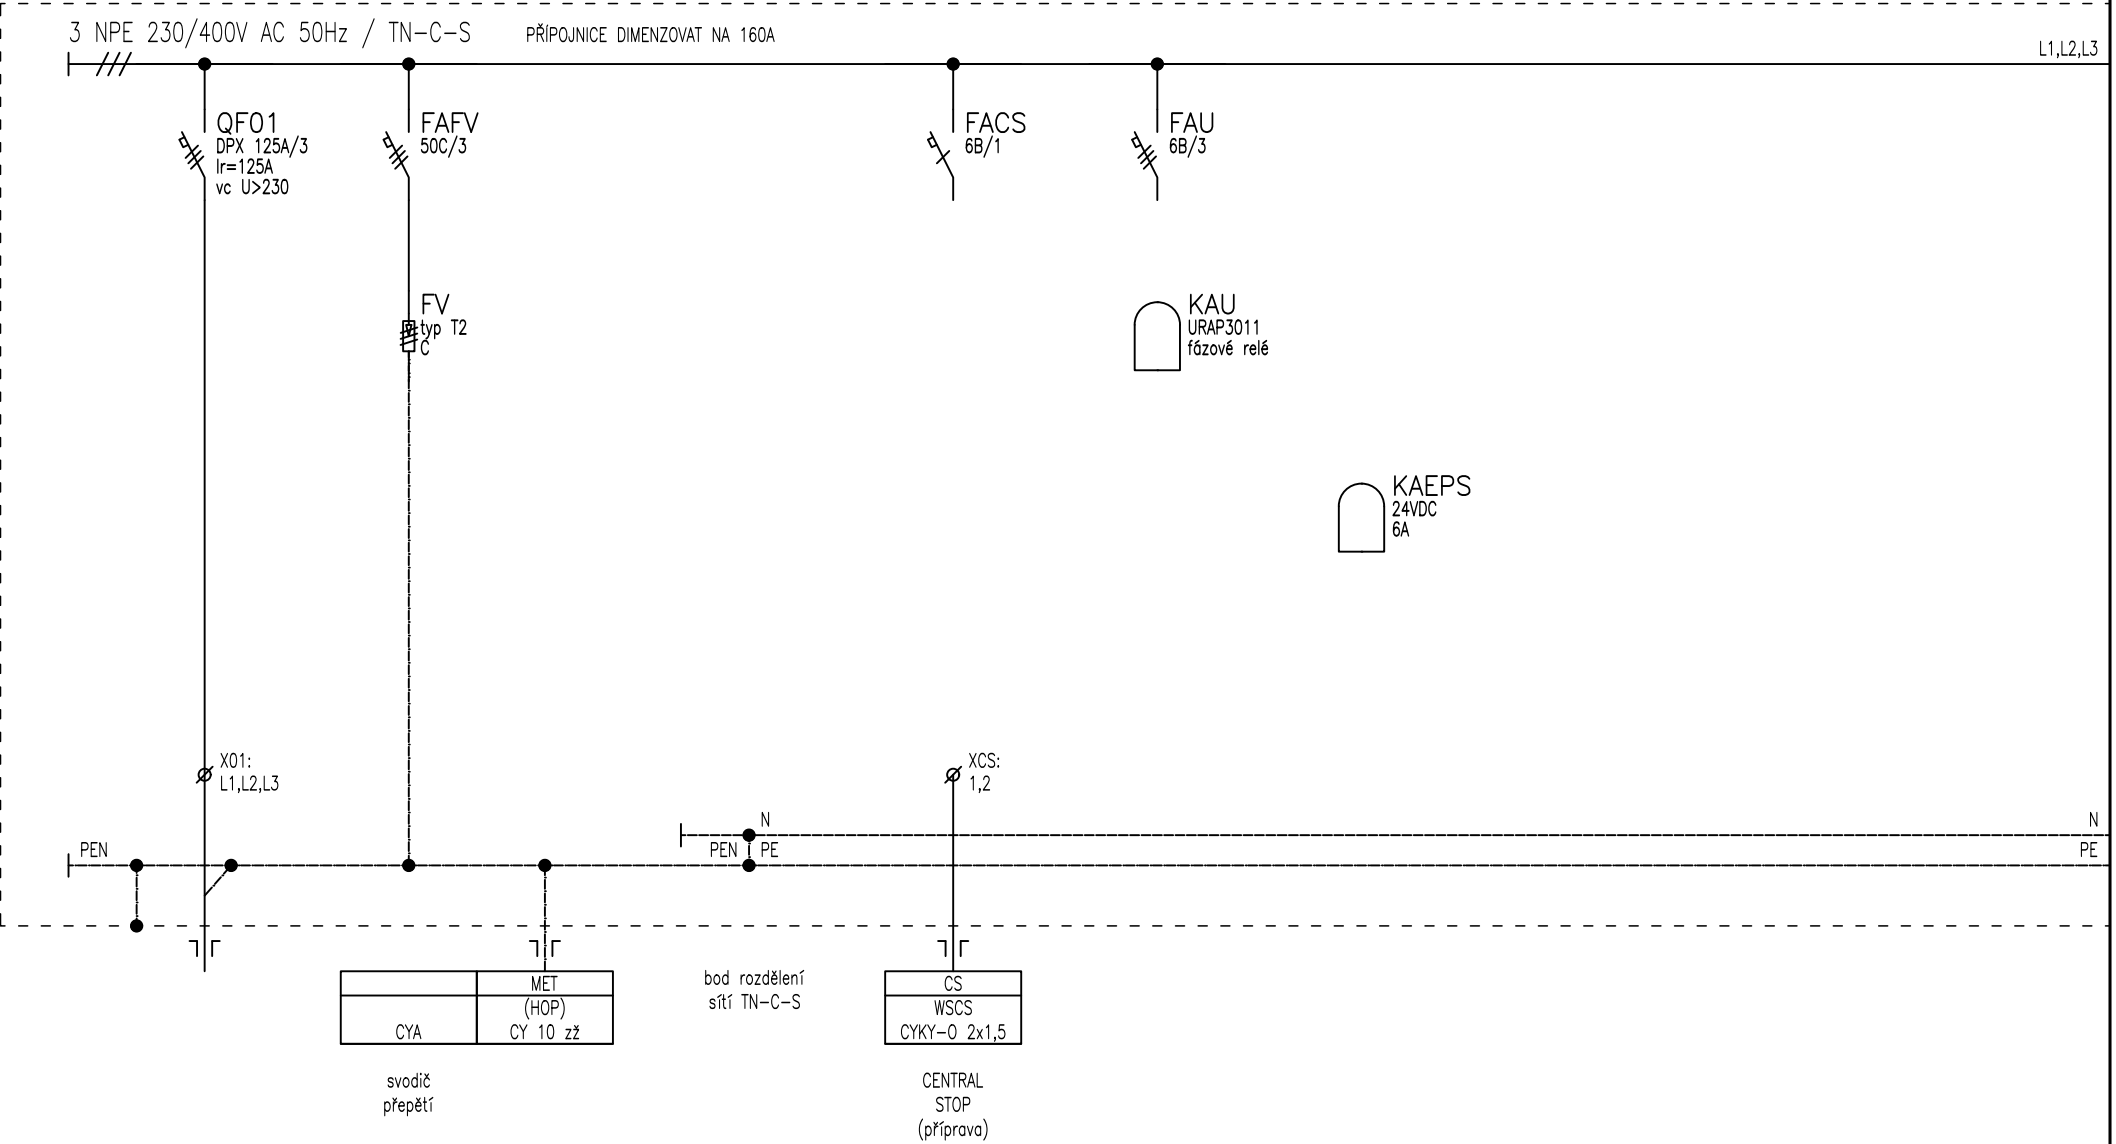 3 NPE 230/400V AC 50Hz / TN-C-S
PŘÍPOJNICE DIMENZOVAT NA 160A
L1,L2,L3
QF01
DPX 125A/3
Ir=125A
vc U>230
FAFV
50C/3
FACS
6B/1
FAU
6B/3
FV
typ T2
C
KAU
URAP3011
fázové relé
KAEPS
24VDC
6A
X01:
L1,L2,L3
XCS:
1,2
N
N
PEN
PEN
PE
PE
MET
(HOP)
CYA
CY 10 zž
bod rozdělení
sítí TN-C-S
CS
WSCS
CYKY-O 2x1,5
svodič
přepětí
CENTRAL
STOP
(příprava)